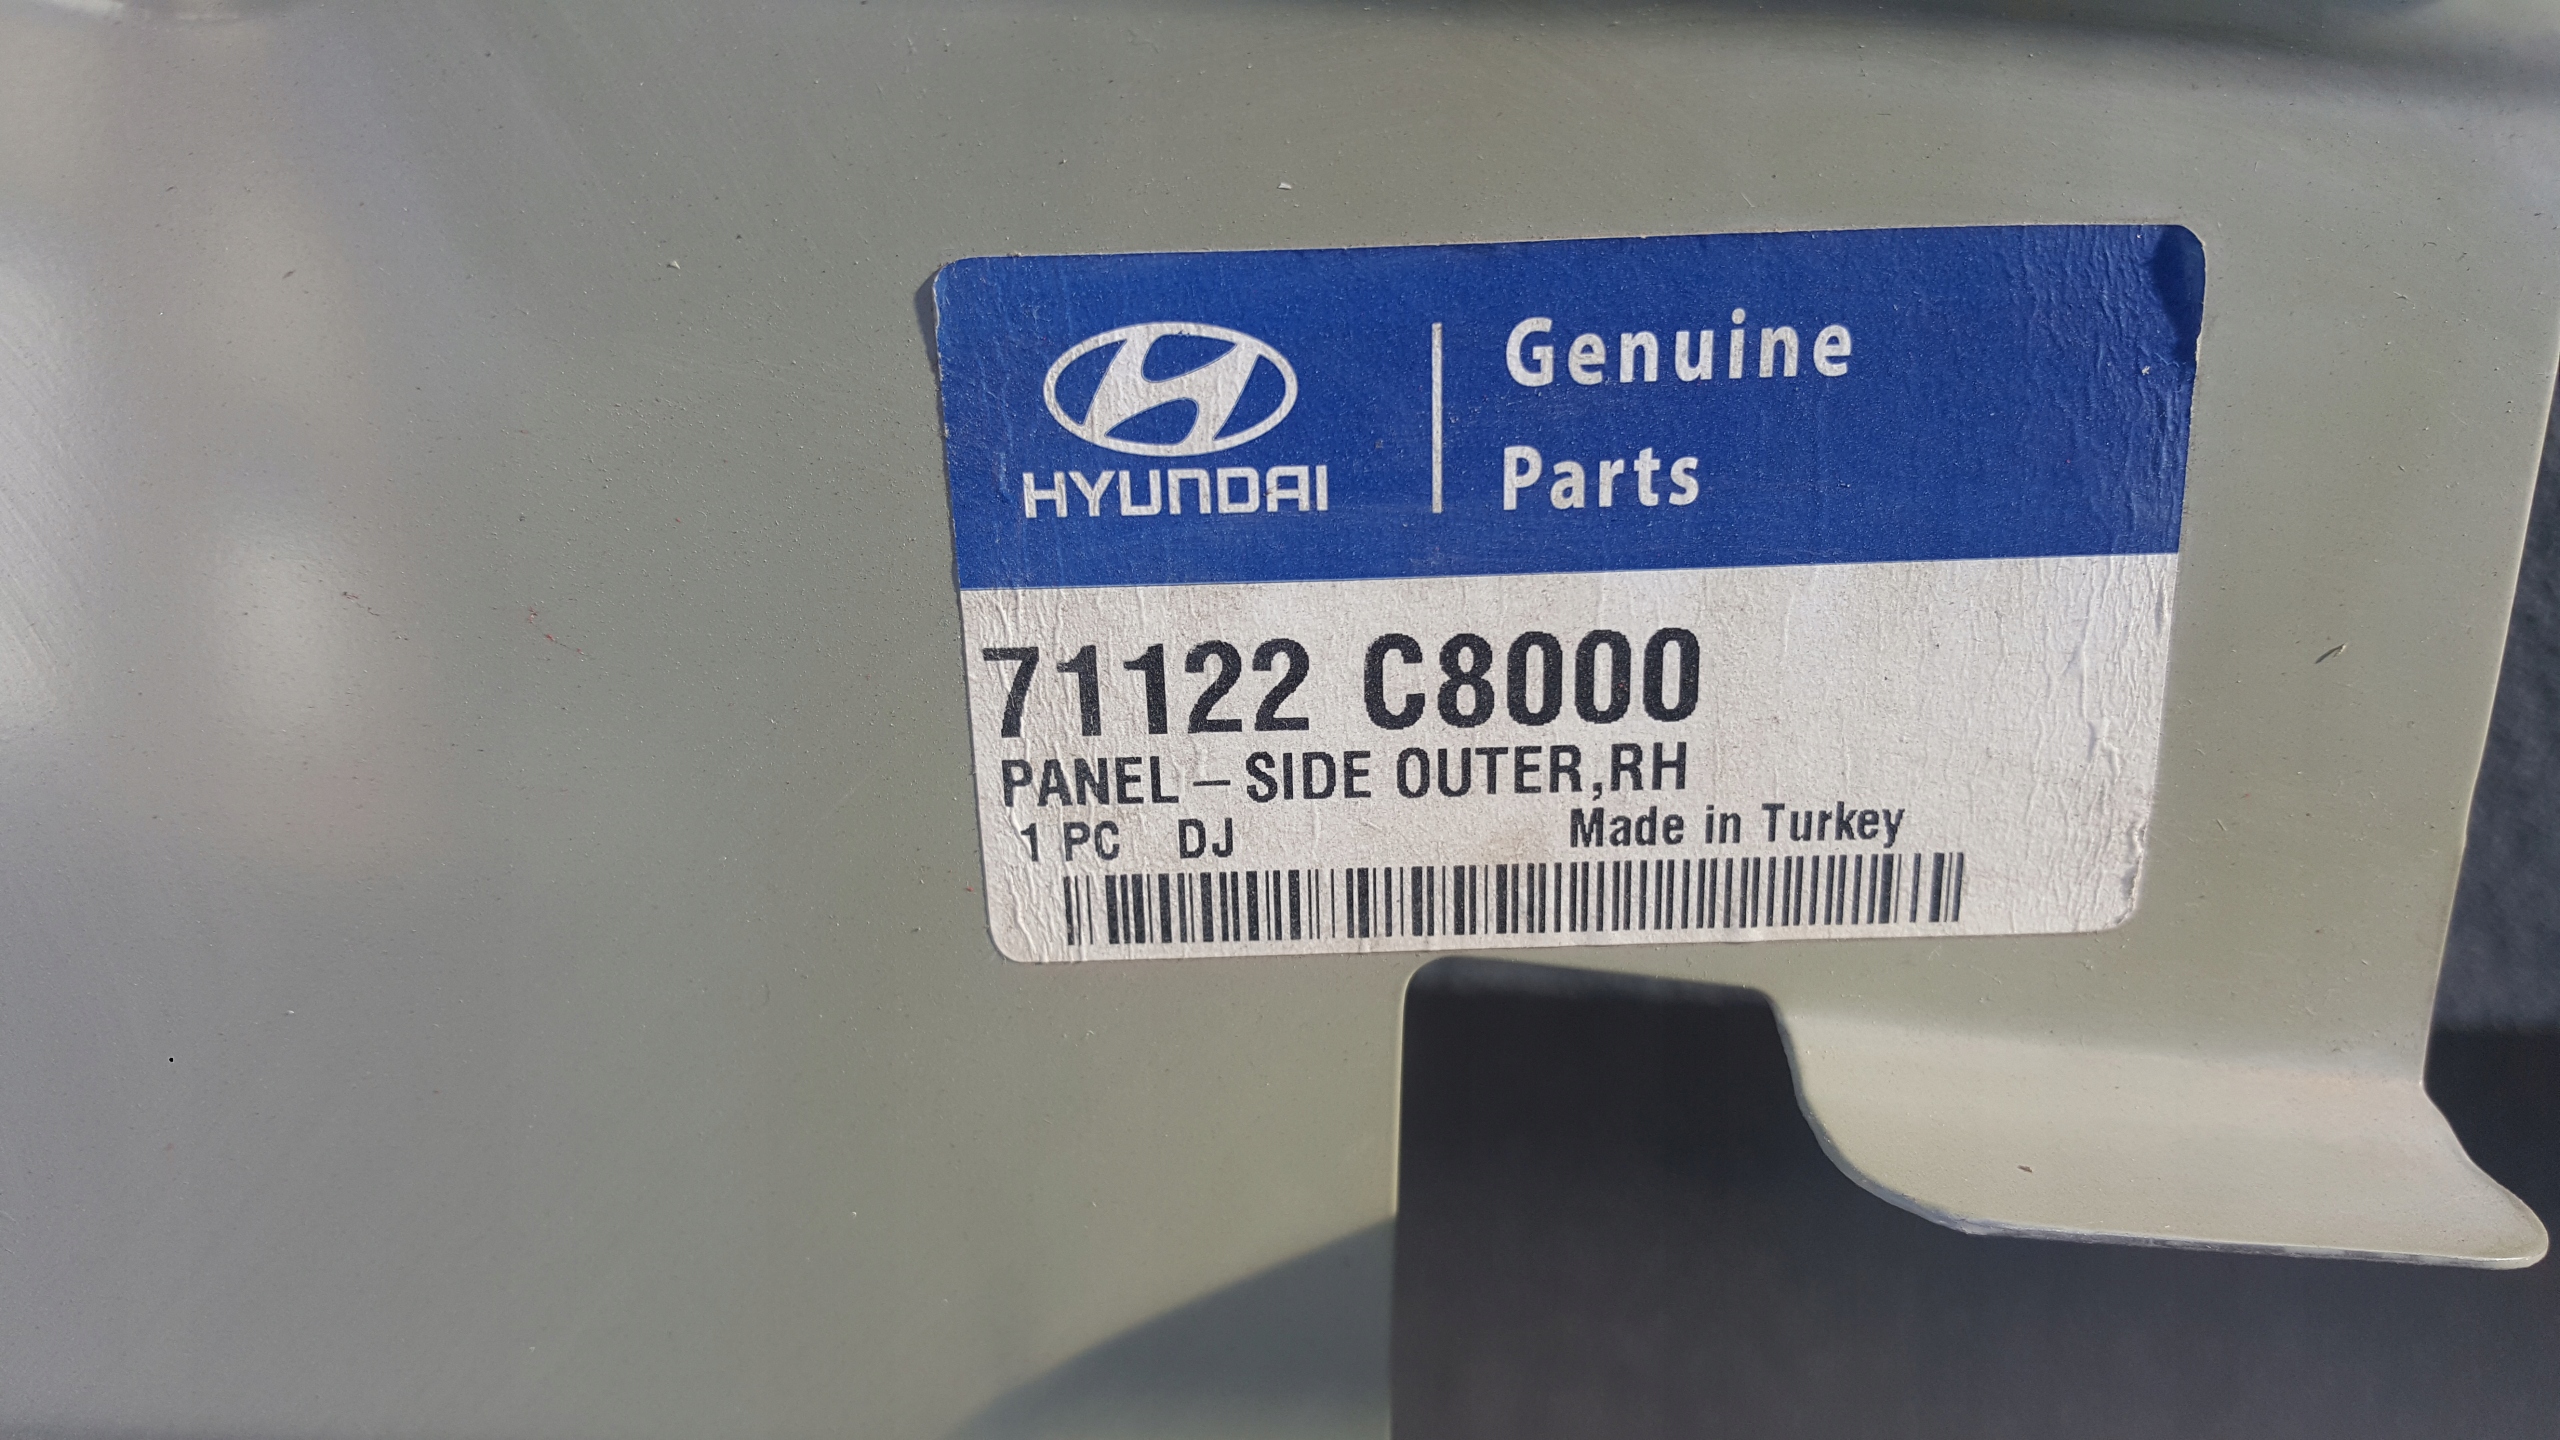 HYUNDAI
Genuine
Parts
71122 C8000
PANEL-SIDE OUTER,RH
1 PC DJ Made in Turkey